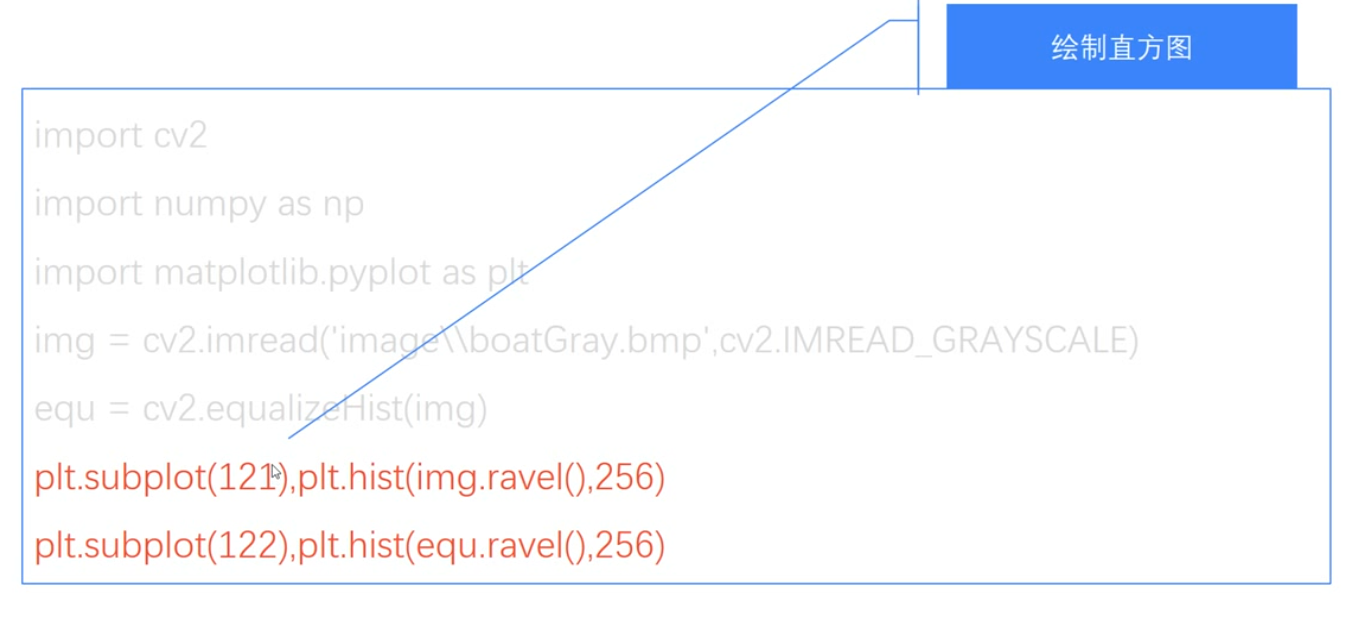 绘制直方图
import cv2
import numpy as np
import matplotlib.pyplot as plt
img = cv2.imread('image\\boatGray.bmp',cv2.IMREAD_GRAYSCALE)
equ = cv2.equalizeHist(img)
plt.subplot(121),plt.hist(img.ravel(),256)
plt.subplot(122),plt.hist(equ.ravel(),256)